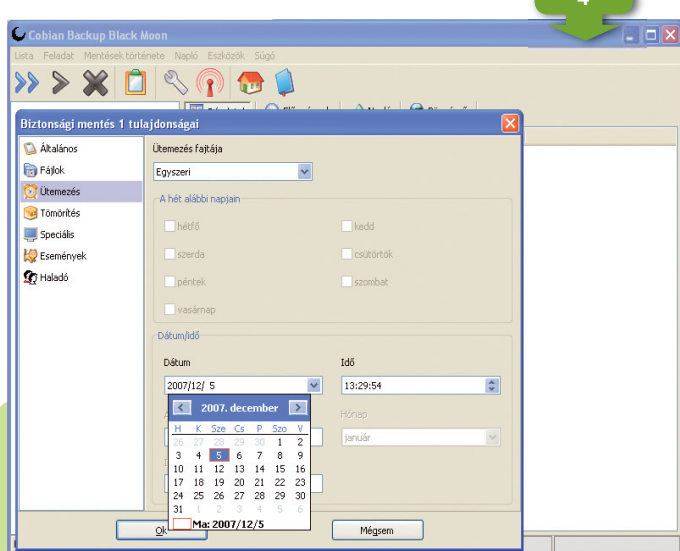 4
Cobian Backup Black Moon
Lista Feladat Mentések története Napló Eszközök Súgó
Biztonsági mentés 1 tulajdonságai
Általános
Fájlok
Ütemezés
Tömörítés
Speciális
Események
Haladó
Ütemezés fajtája
Egyszeri
A hét alábbi napjain
hétfő kedd
szerda csütörtök
péntek szombat
vasárnap
Dátum/idő
Dátum Idő
2007/12/ 5 13:29:54
2007. december
Hónap
január
H K Sze Cs P Szo V
26 27 28 29 30 1 2
3 4 5 6 7 8 9
10 11 12 13 14 15 16
17 18 19 20 21 22 23
24 25 26 27 28 29 30
31 1 2 3 4 5 6
Ma: 2007/12/5
Ok Mégsem